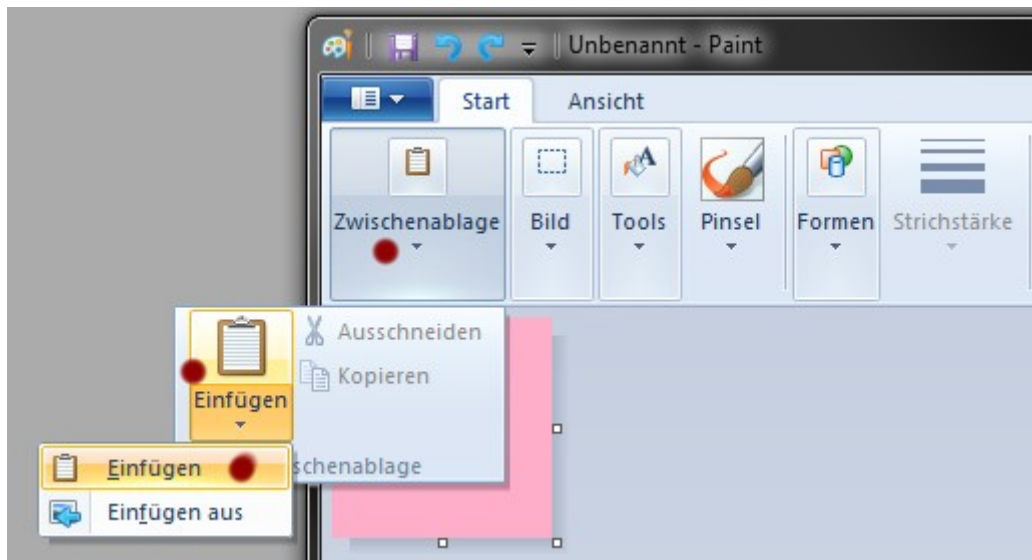 Unbenannt - Paint
Start Ansicht
Zwischenablage Bild Tools Pinsel Formen Strichstärke
Ausschneiden
Kopieren
Einfügen
Einfügen
schenablage
Einfügen aus